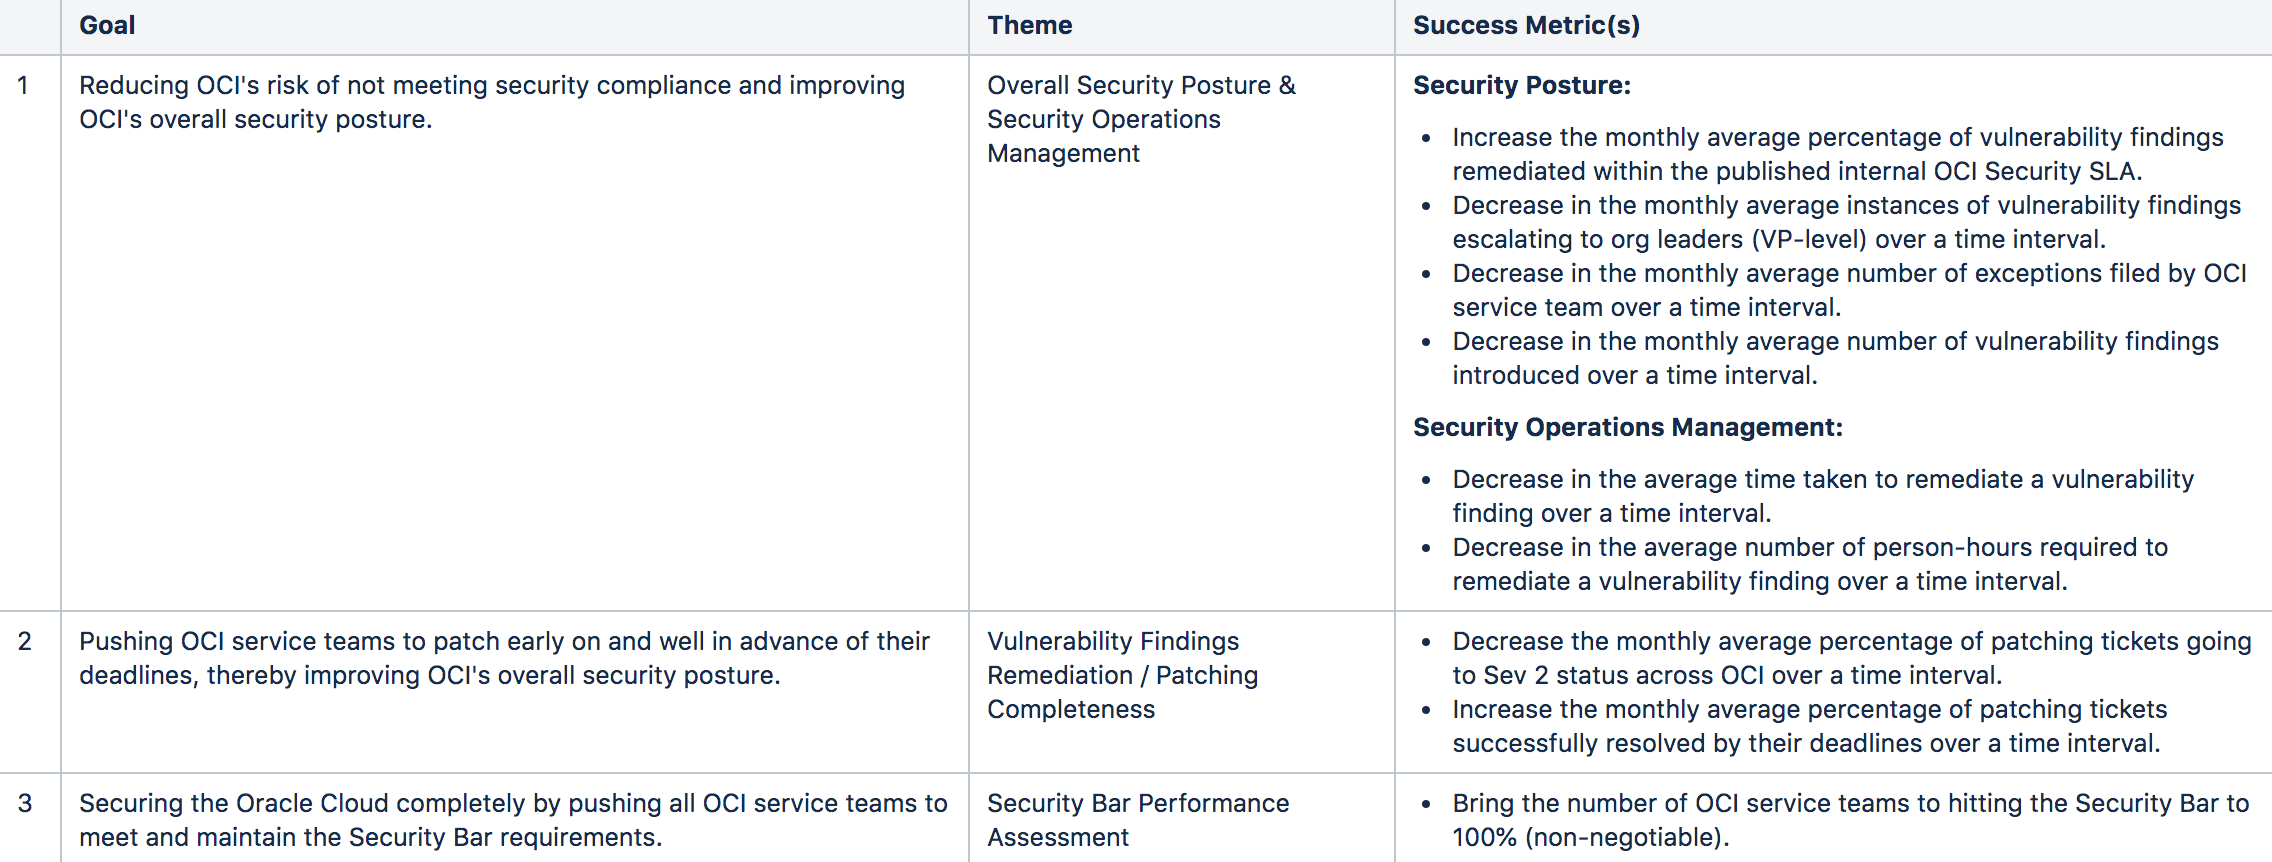 Goal
Theme
Success Metric(s)
1
Reducing OCI's risk of not meeting security compliance and improving
OCI's overall security posture.
Overall Security Posture &
Security Operations
Management
Security Posture:
• Increase the monthly average percentage of vulnerability findings
remediated within the published internal OCI Security SLA.
• Decrease in the monthly average instances of vulnerability findings
escalating to org leaders (VP-level) over a time interval.
• Decrease in the monthly average number of exceptions filed by OCI
service team over a time interval.
• Decrease in the monthly average number of vulnerability findings
introduced over a time interval.
Security Operations Management:
• Decrease in the average time taken to remediate a vulnerability
finding over a time interval.
• Decrease in the average number of person-hours required to
remediate a vulnerability finding over a time interval.
2
Pushing OCI service teams to patch early on and well in advance of their
deadlines, thereby improving OCI's overall security posture.
Vulnerability Findings
Remediation / Patching
Completeness
• Decrease the monthly average percentage of patching tickets going
to Sev 2 status across OCI over a time interval.
• Increase the monthly average percentage of patching tickets
successfully resolved by their deadlines over a time interval.
3
Securing the Oracle Cloud completely by pushing all OCI service teams to
meet and maintain the Security Bar requirements.
Security Bar Performance
Assessment
• Bring the number of OCI service teams to hitting the Security Bar to
100% (non-negotiable).